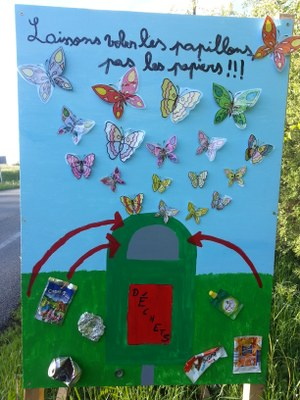 Laissons voler les papillons
pas les papiers!!!
DÉCHETS